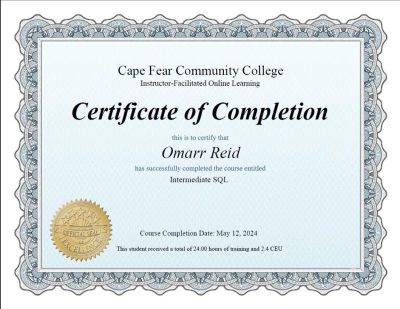 Cape Fear Community College
Instructor-Facilitated Online Learning
Certificate of Completion
this is to certify that
Omarr Reid
has successfully completed the course entitled
Intermediate SQL
OFFICIAL SEAL
EXCELLENCE
Course Completion Date: May 12, 2024
This student received a total of 24.00 hours of training and 2.4 CEU